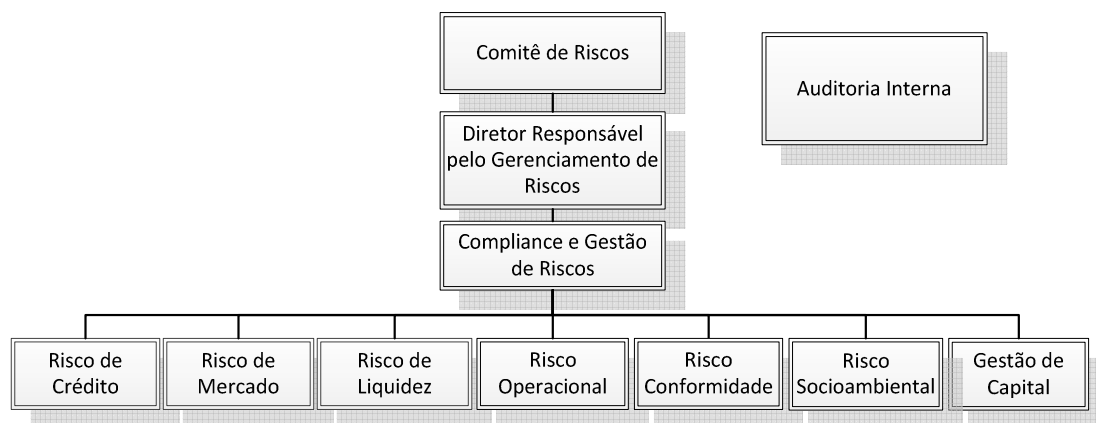 Comitê de Riscos
Auditoria Interna
Diretor Responsável
pelo Gerenciamento de
Riscos
Compliance e Gestão
de Riscos
Risco de
Crédito
Risco de
Mercado
Risco de
Liquidez
Risco
Operacional
Risco
Conformidade
Risco
Socioambiental
Gestão de
Capital